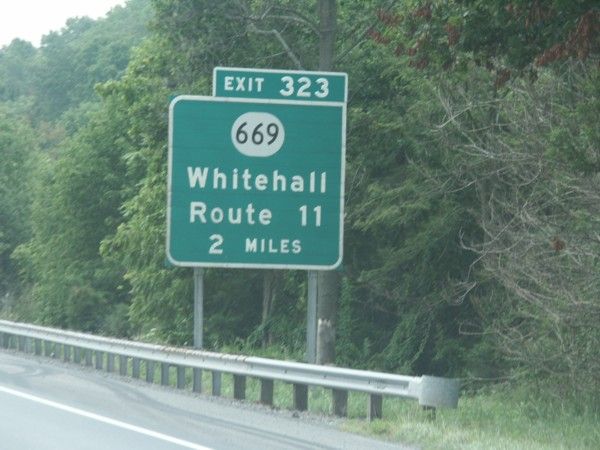 EXIT 323
669
Whitehall
Route 11
2 MILES